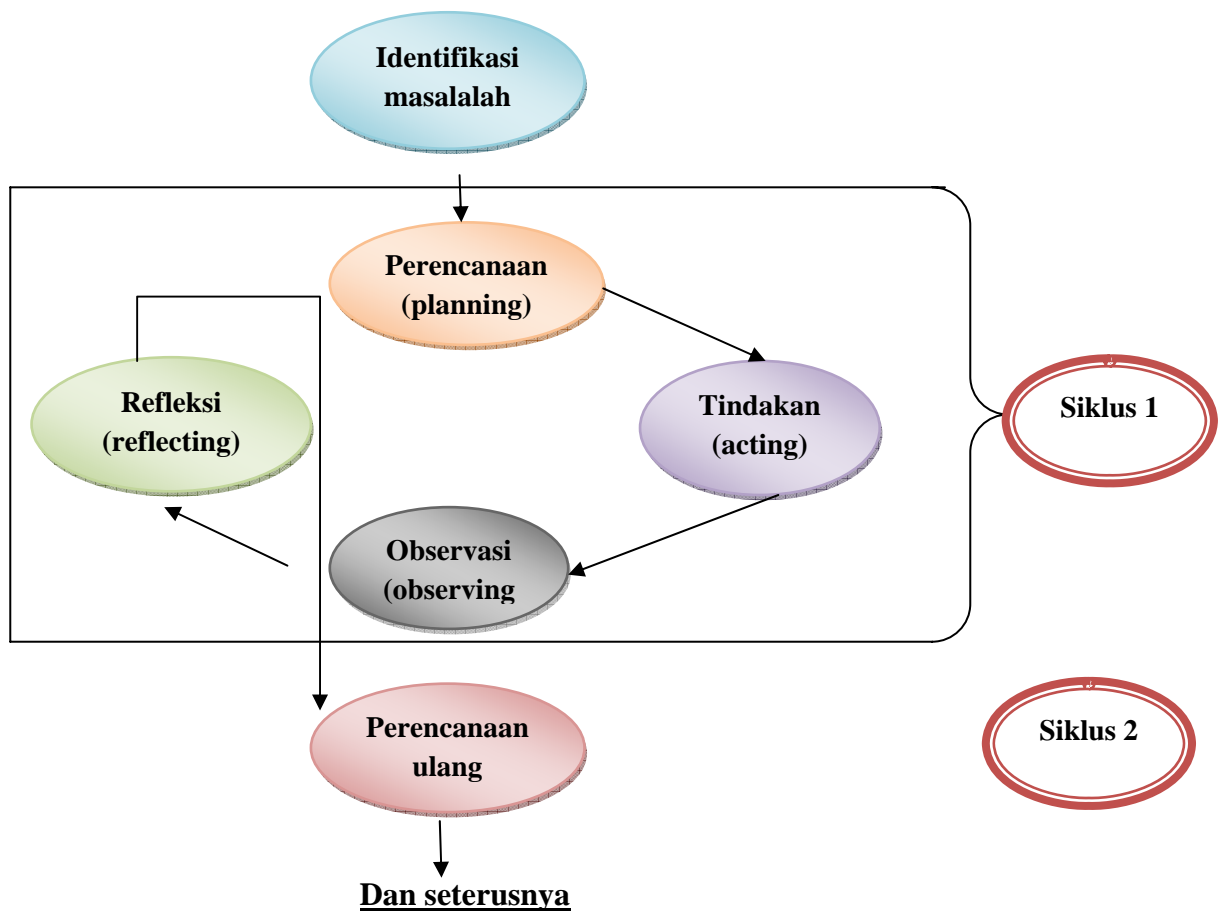 Identifikasi
masalalah
Perencanaan
(planning)
Refleksi
(reflecting)
Tindakan
(acting)
Siklus 1
Observasi
(observing
Perencanaan
ulang
Siklus 2
Dan seterusnya